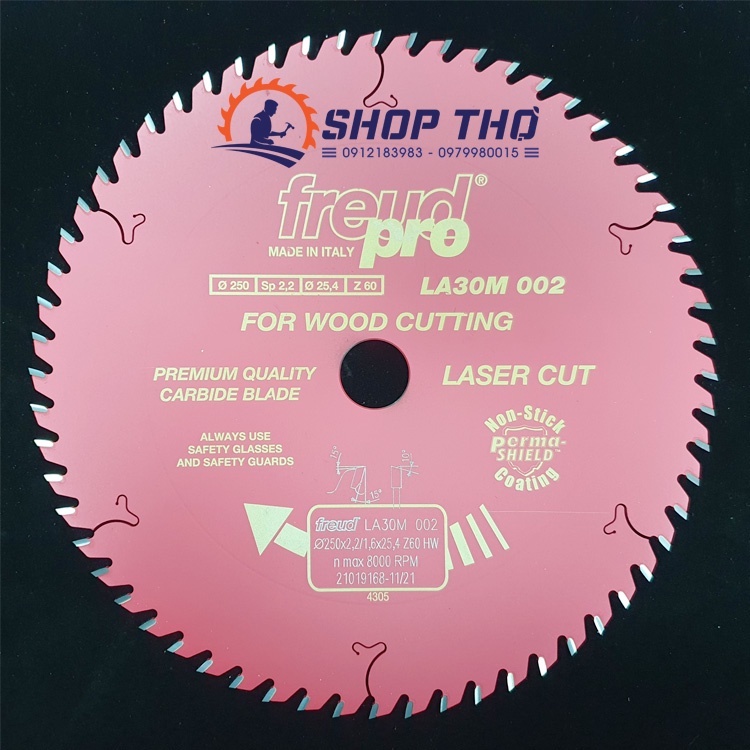 SHOP THỢ
0912183983 - 0979980015
freud®
pro
MADE IN ITALY
Ø 250 Sp 2,2 Ø 25,4 Z 60
LA30M 002
FOR WOOD CUTTING
PREMIUM QUALITY
CARBIDE BLADE
LASER CUT
ALWAYS USE
SAFETY GLASSES
AND SAFETY GUARDS
Non-Stick
Perma-
SHIELD™
Coating
15°
freud LA30M 002
Ø250x2,2/1,6x25,4 Z60 HW
n max 8000 RPM
21019168-11/21
4305